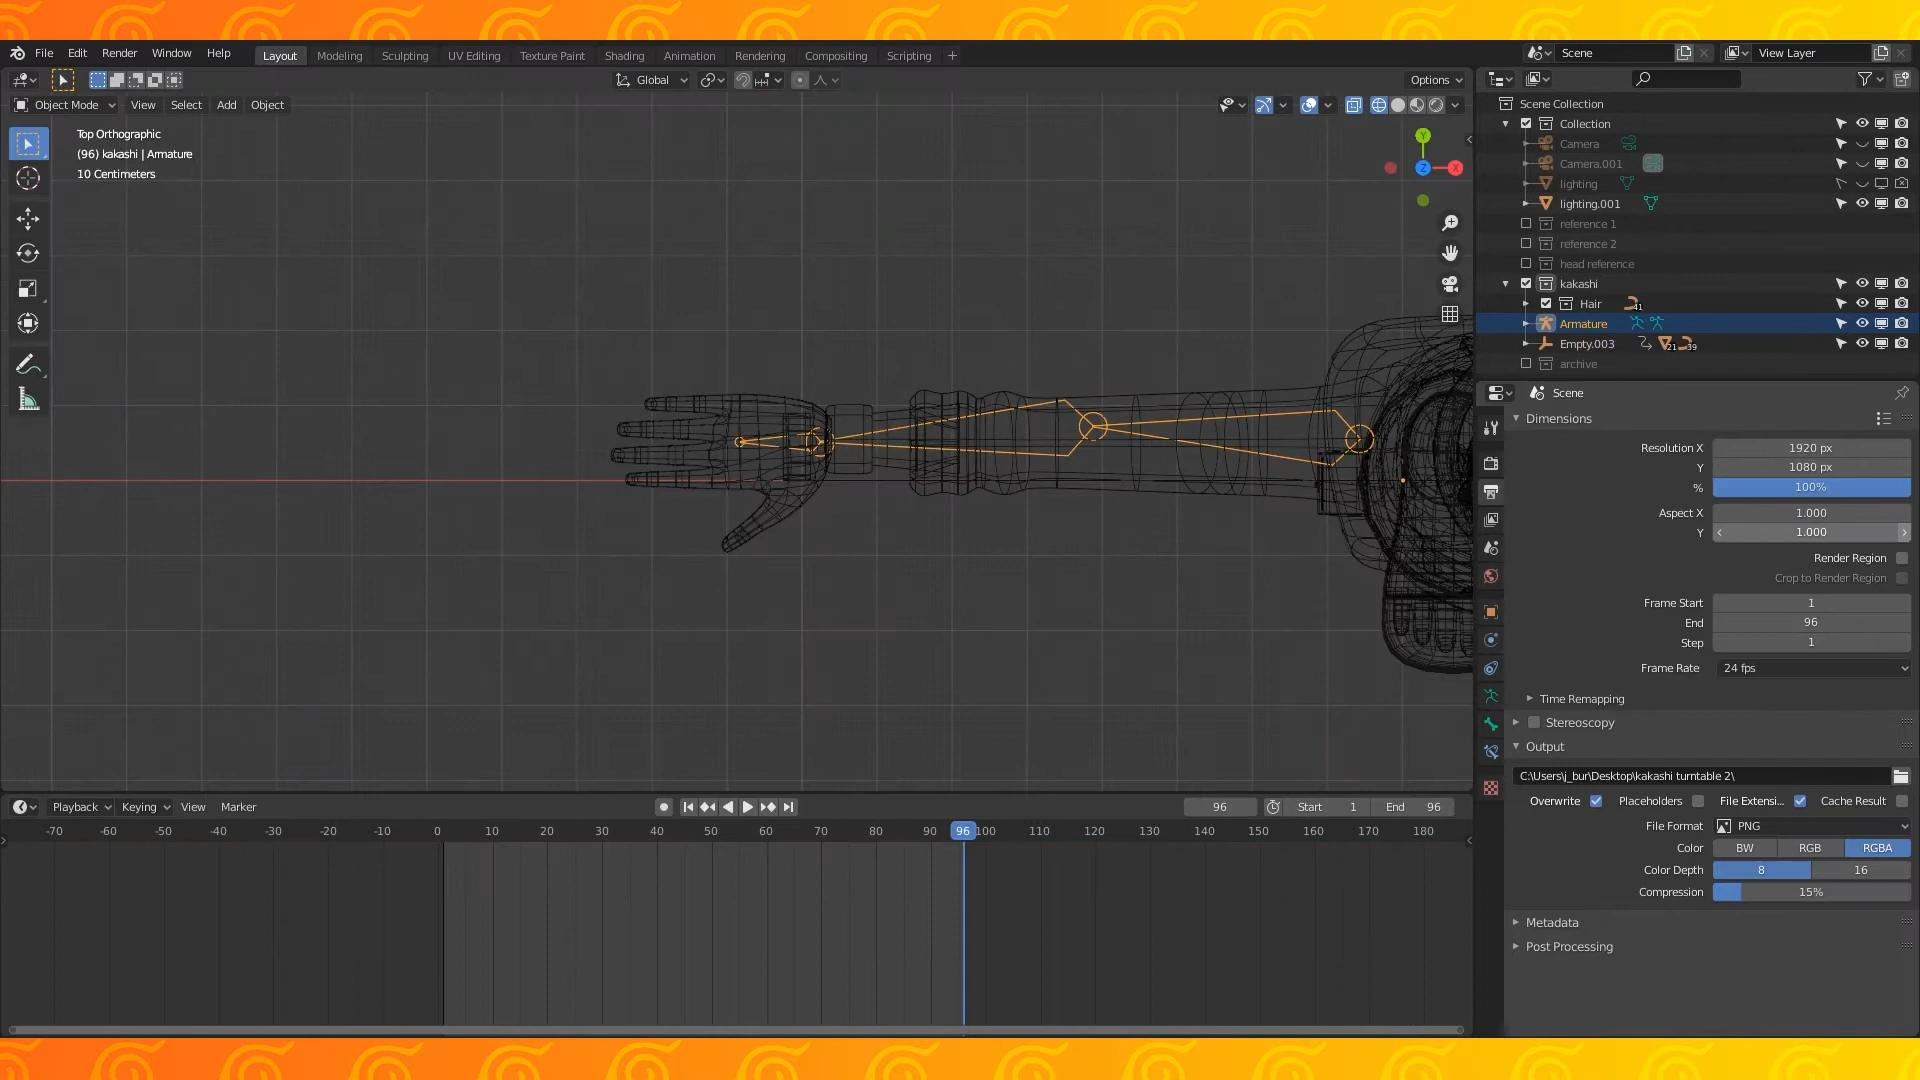 File Edit Render Window Help Layout Modeling Sculpting UV Editing Texture Paint Shading Animation Rendering Compositing Scripting + Scene View Layer
Global Options
Object Mode View Select Add Object
Top Orthographic
(96) kakashi | Armature
10 Centimeters
Y
Z
X
Scene Collection
Collection
Camera
Camera.001
lighting
lighting.001
reference 1
reference 2
head reference
kakashi
Hair 41
Armature
Empty.003 21 39
archive
Scene
Dimensions
Resolution X 1920 px
Y 1080 px
% 100%
Aspect X 1.000
Y 1.000
Render Region
Crop to Render Region
Frame Start 1
End 96
Step 1
Frame Rate 24 fps
Time Remapping
Stereoscopy
Output
C:\Users\j_bur\Desktop\kakashi turntable 2\
Overwrite Placeholders File Extensi... Cache Result
File Format PNG
Color BW RGB RGBA
Color Depth 8 16
Compression 15%
Metadata
Post Processing
Playback Keying View Marker 96 Start 1 End 96
-70 -60 -50 -40 -30 -20 -10 0 10 20 30 40 50 60 70 80 90 96 100 110 120 130 140 150 160 170 180